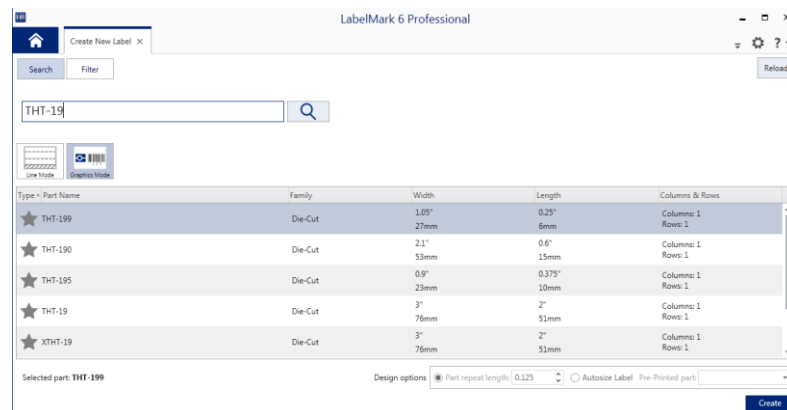 LabelMark 6 Professional
Create New Label X
?
Search Filter Reload
THT-19
Line Mode Graphics Mode
Type Part Name Family Width Length Columns & Rows
THT-199 Die-Cut 1.05" 0.25" Columns: 1
27mm 6mm Rows: 1
THT-190 Die-Cut 2.1" 0.6" Columns: 1
53mm 15mm Rows: 1
THT-195 Die-Cut 0.9" 0.375" Columns: 1
23mm 10mm Rows: 1
THT-19 Die-Cut 3" 2" Columns: 1
76mm 51mm Rows: 1
XTHT-19 Die-Cut 3" 2" Columns: 1
76mm 51mm Rows: 1
Selected part: THT-199 Design options Part repeat length: 0.125 Autosize Label Pre-Printed part:
Create